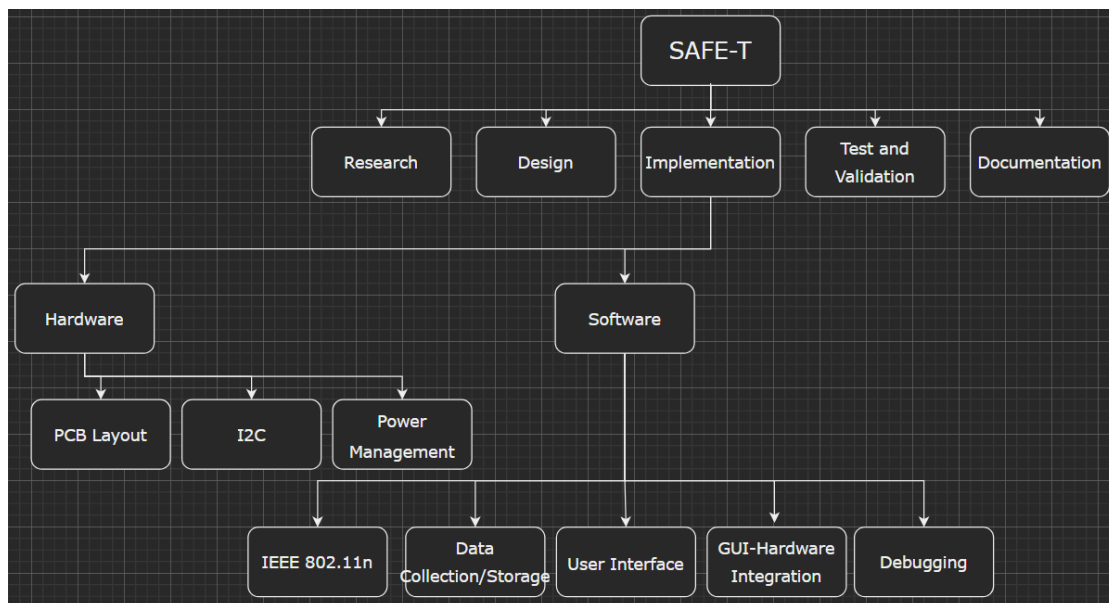 SAFE-T
Research
Design
Implementation
Test and
Validation
Documentation
Hardware
Software
PCB Layout
I2C
Power
Management
IEEE 802.11n
Data
Collection/Storage
User Interface
GUI-Hardware
Integration
Debugging